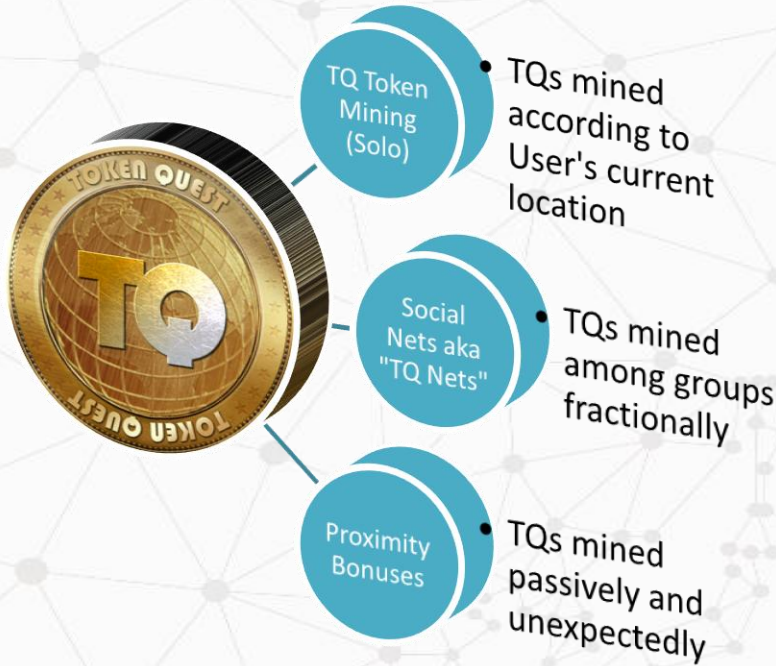 TOKEN QUEST
TQ
TOKEN QUEST
TQ Token
Mining
(Solo)
TQs mined
according to
User's current
location
Social
Nets aka
"TQ Nets"
TQs mined
among groups
fractionally
Proximity
Bonuses
TQs mined
passively and
unexpectedly